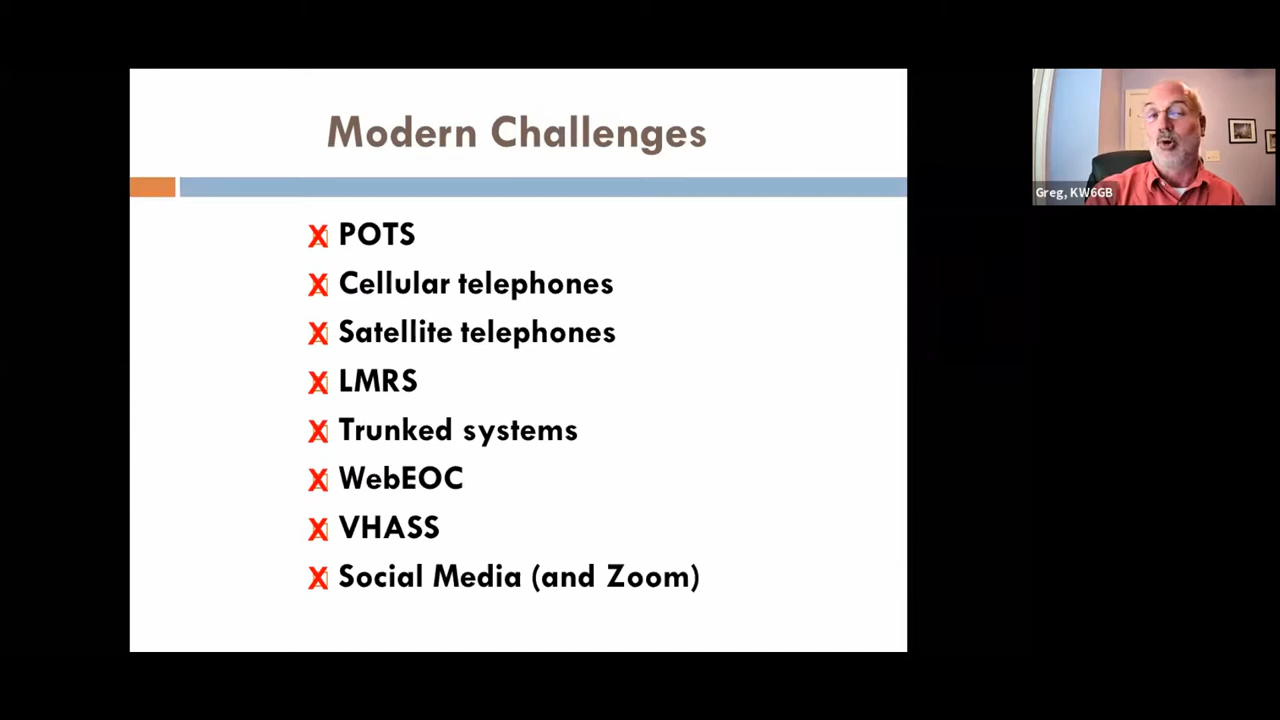 Modern Challenges
X POTS
X Cellular telephones
X Satellite telephones
X LMRS
X Trunked systems
X WebEOC
X VHASS
X Social Media (and Zoom)
Greg, KW6GB